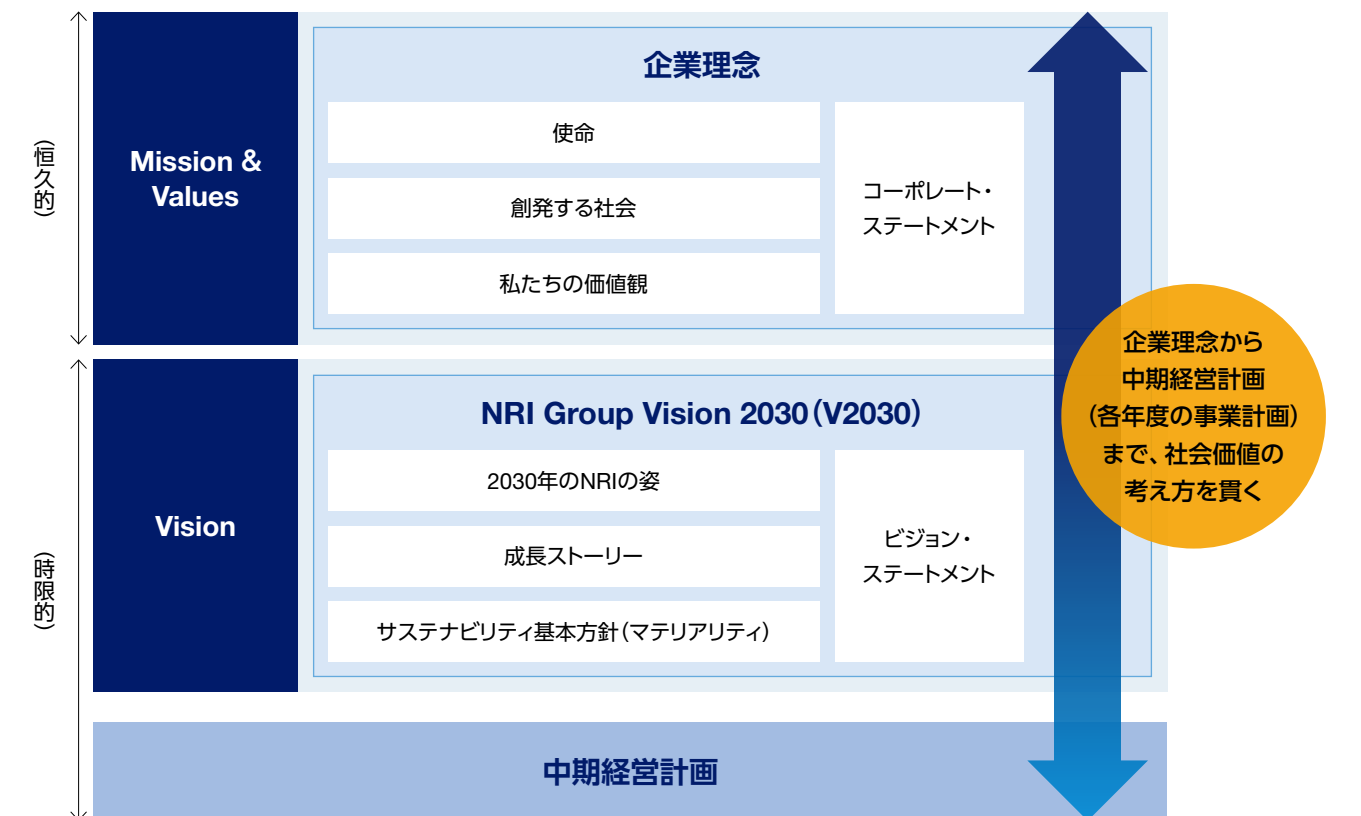 (恒久的)
Mission &
Values
企業理念
使命
創発する社会
私たちの価値観
コーポレート・
ステートメント
(時限的)
Vision
NRI Group Vision 2030(V2030)
2030年のNRIの姿
成長ストーリー
サステナビリティ基本方針(マテリアリティ)
ビジョン・
ステートメント
企業理念から
中期経営計画
(各年度の事業計画)
まで、社会価値の
考え方を貫く
中期経営計画